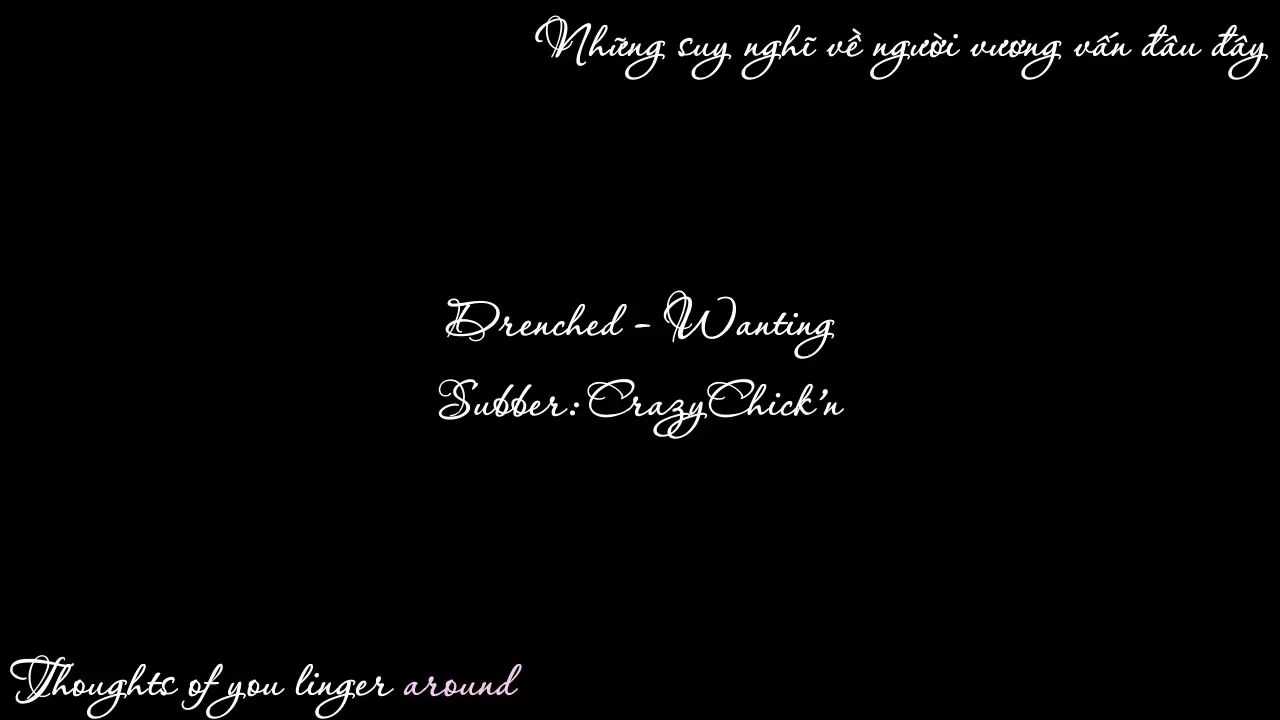 Những suy nghĩ về người vương vấn đâu đây
Drenched - Wanting
Subber: CrazyChick'n
Thoughts of you linger around